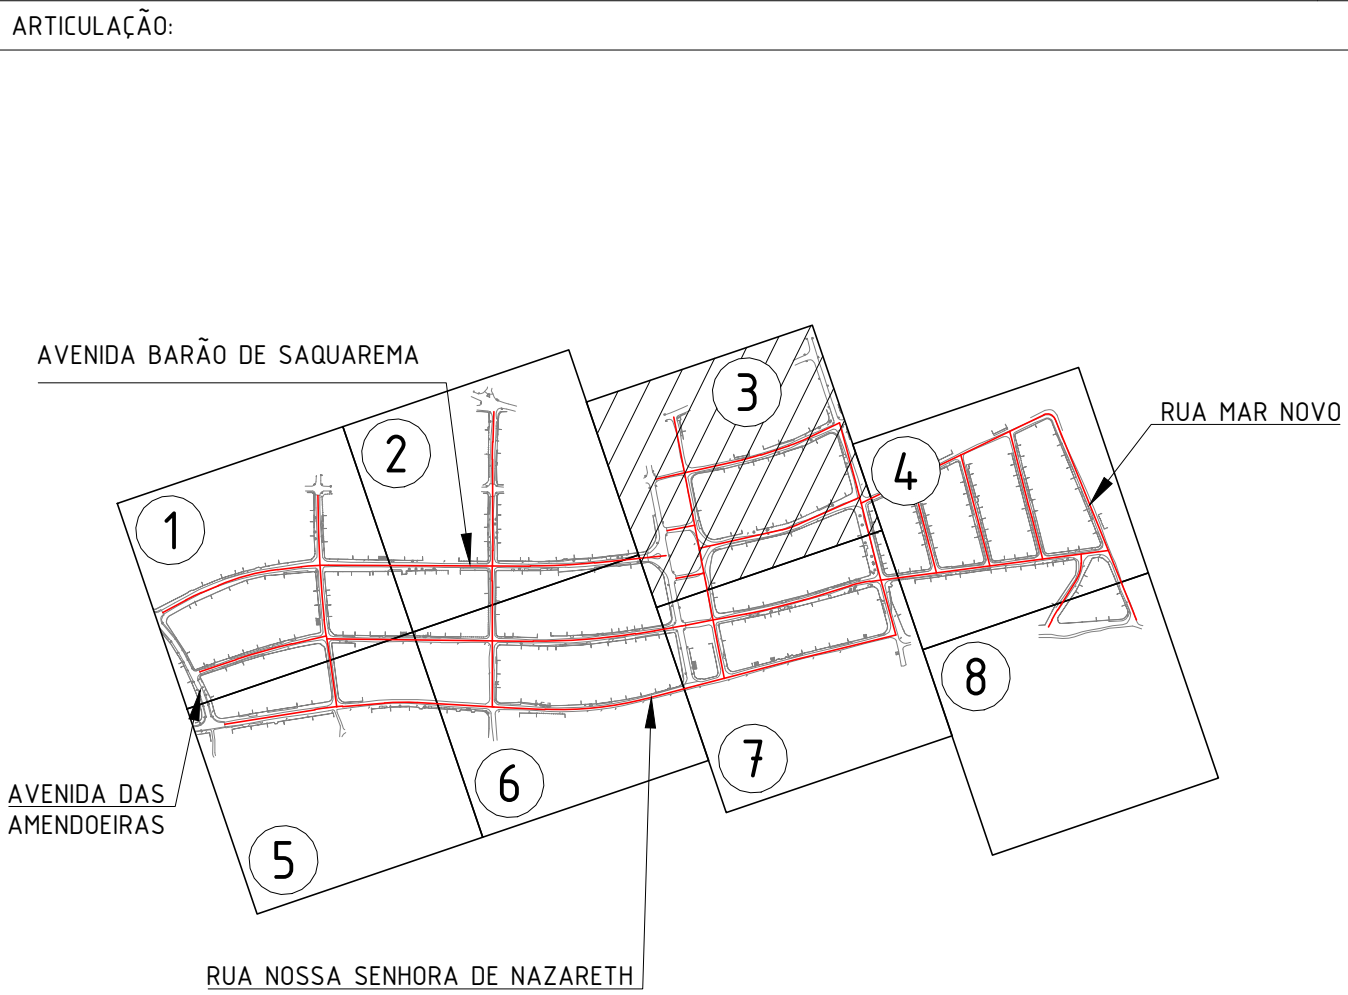 ARTICULAÇÃO:
AVENIDA BARÃO DE SAQUAREMA
3
RUA MAR NOVO
2
4
1
8
7
6
AVENIDA DAS
AMENDOEIRAS
5
RUA NOSSA SENHORA DE NAZARETH